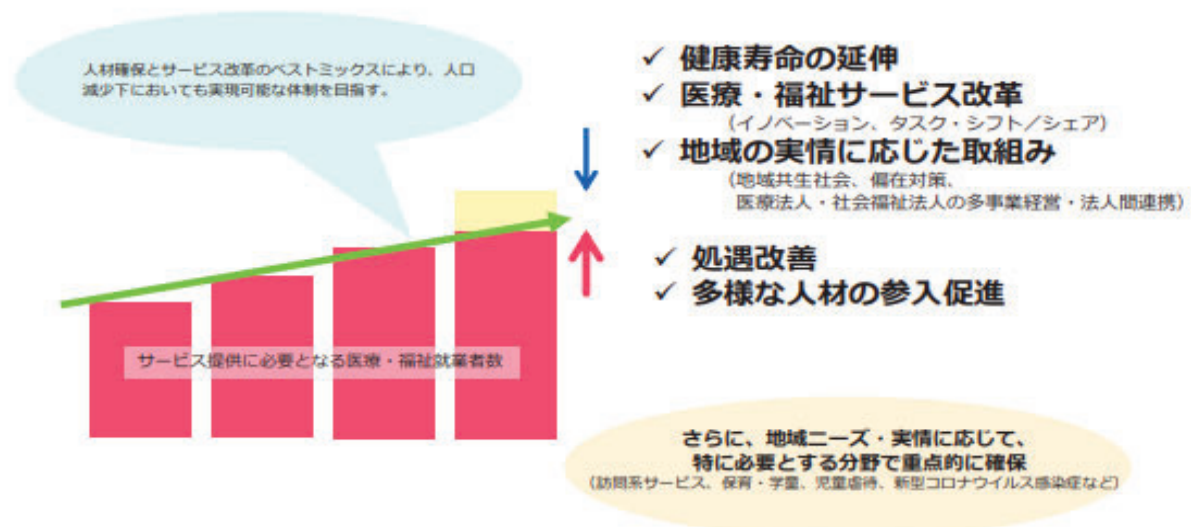 人材確保とサービス改革のベストミックスにより、人口
減少下においても実現可能な体制を目指す。
✓ 健康寿命の延伸
✓ 医療・福祉サービス改革
（イノベーション、タスク・シフト／シェア）
✓ 地域の実情に応じた取組み
（地域共生社会、偏在対策、
医療法人・社会福祉法人の多事業経営・法人間連携）
✓ 処遇改善
✓ 多様な人材の参入促進
サービス提供に必要となる医療・福祉就業者数
さらに、地域ニーズ・実情に応じて、
特に必要とする分野で重点的に確保
（訪問系サービス、保育・学童、児童虐待、新型コロナウイルス感染症など）